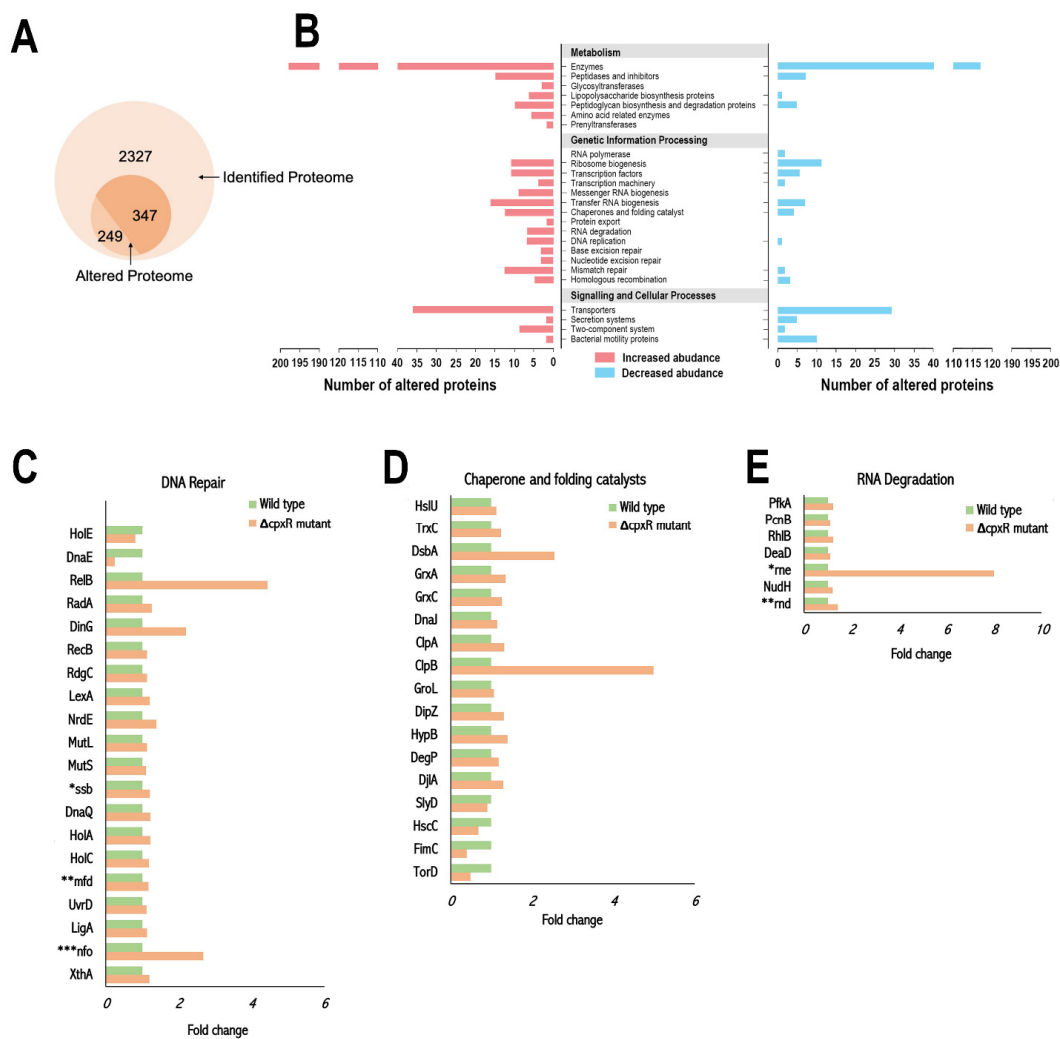 A
2327
Identified Proteome
347
249
Altered Proteome
B
Metabolism
Enzymes
Peptidases and inhibitors
Glycosyltransferases
Lipopolysaccharide biosynthesis proteins
Peptidoglycan biosynthesis and degradation proteins
Amino acid related enzymes
Prenyltransferases
Genetic Information Processing
RNA polymerase
Ribosome biogenesis
Transcription factors
Transcription machinery
Messenger RNA biogenesis
Transfer RNA biogenesis
Chaperones and folding catalyst
Protein export
RNA degradation
DNA replication
Base excision repair
Nucleotide excision repair
Mismatch repair
Homologous recombination
Signalling and Cellular Processes
Transporters
Secretion systems
Two-component system
Bacterial motility proteins
200 195 190 120 115 110 40 35 30 25 20 15 10 5 0
Number of altered proteins
Increased abudance
Decreased abudance
0 5 10 15 20 25 30 35 40 110 115 120 190 195 200
Number of altered proteins
C
DNA Repair
Wild type
ΔcpxR mutant
HolE
DnaE
RelB
RadA
DinG
RecB
RdgC
LexA
NrdE
MutL
MutS
*ssb
DnaQ
HolA
HolC
**mfd
UvrD
LigA
***nfo
XthA
0 2 4 6
Fold change
D
Chaperone and folding catalysts
Wild type
ΔcpxR mutant
HslU
TrxC
DsbA
GrxA
GrxC
DnaJ
ClpA
ClpB
GroL
DipZ
HypB
DegP
DjlA
SlyD
HscC
FimC
TorD
0 2 4 6
Fold change
E
RNA Degradation
Wild type
ΔcpxR mutant
PfkA
PcnB
RhlB
DeaD
*rne
NudH
**rnd
0 2 4 6 8 10
Fold change